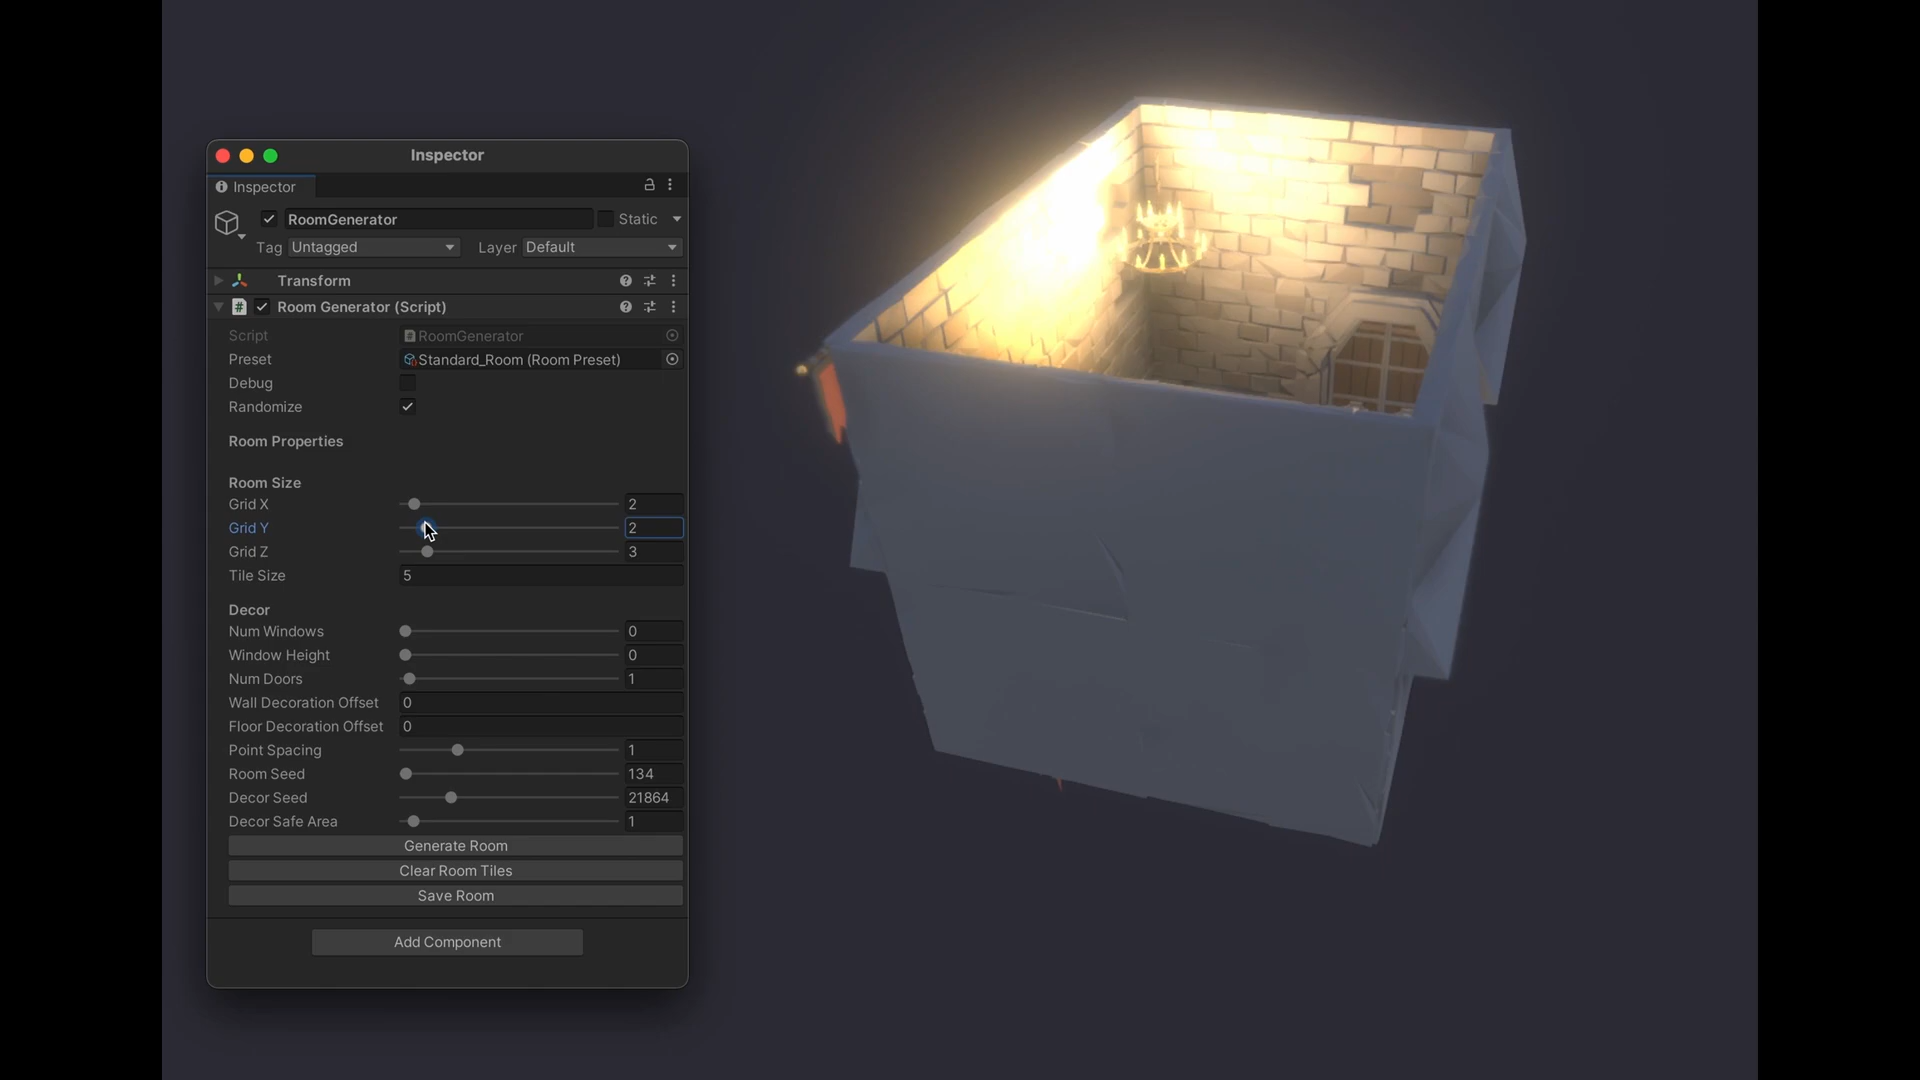 Inspector
Inspector
RoomGenerator Static
Tag Untagged Layer Default
Transform
# Room Generator (Script)
Script # RoomGenerator
Preset Standard_Room (Room Preset)
Debug
Randomize
Room Properties
Room Size
Grid X 2
Grid Y 2
Grid Z 3
Tile Size 5
Decor
Num Windows 0
Window Height 0
Num Doors 1
Wall Decoration Offset 0
Floor Decoration Offset 0
Point Spacing 1
Room Seed 134
Decor Seed 21864
Decor Safe Area 1
Generate Room
Clear Room Tiles
Save Room
Add Component